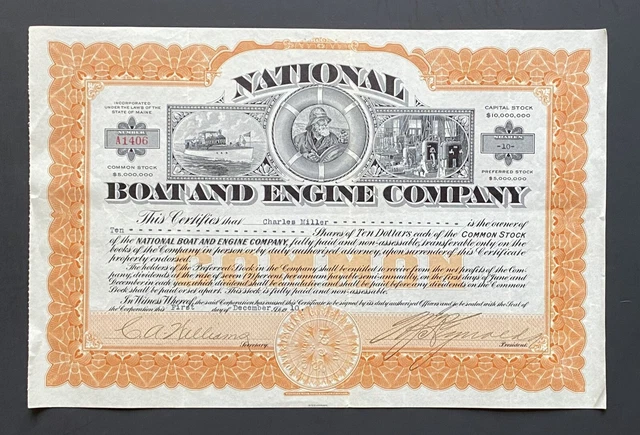 NATIONAL
INCORPORATED
UNDER THE LAWS OF THE
STATE OF MAINE
CAPITAL STOCK
$10,000,000
NUMBER
A1406
SHARES
-10-
COMMON STOCK
$5,000,000
PREFERRED STOCK
$5,000,000
BOAT AND ENGINE COMPANY
This Certifies that Charles Miller is the owner of
Ten Shares of Ten Dollars each of the COMMON STOCK
of the NATIONAL BOAT AND ENGINE COMPANY, fully paid and non-assessable, transferable only on the
books of the Company in person or by duly authorized attorney, upon surrender of this Certificate
properly endorsed.
The holders of the Preferred Stock in the Company shall be entitled to receive from the net profits of the Com-
pany, dividends at the rate of seven (7) per cent per annum, payable semi-annually, on the first days of June and
December in each year, which dividend shall be cumulative and shall be paid before any dividends on the Common
Stock shall be paid or set apart. This stock is fully paid and non-assessable.
In Witness Whereof, the said Corporation has caused this Certificate to be signed by its duly authorized Officers and to be sealed with the Seal of
the Corporation this First day of December 1910.
C.A. Williams
Secretary
President